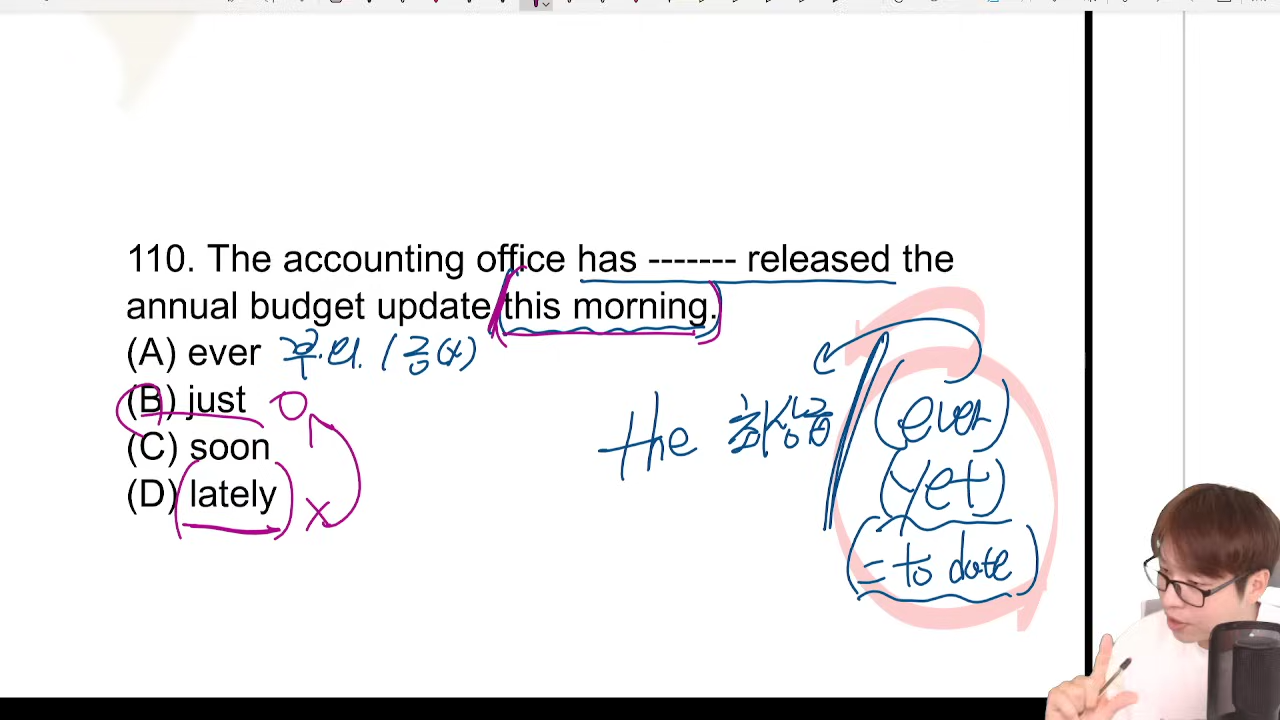 110. The accounting office has ------- released the
annual budget update this morning.
(A) ever 부.의. / 긍(x)
(B) just O
(C) soon
(D) lately X
The 최상급 (ever)
(yet)
(= to date)